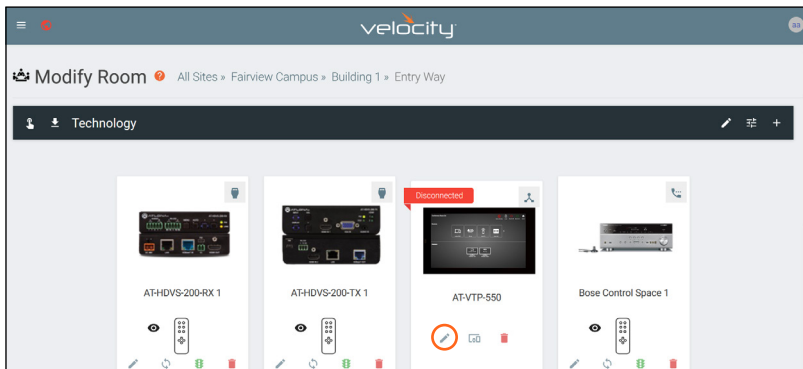 velocity
aa
Modify Room ? All Sites » Fairview Campus » Building 1 » Entry Way
Technology
Disconnected
AT-HDVS-200-RX 1
AT-HDVS-200-TX 1
AT-VTP-550
Bose Control Space 1